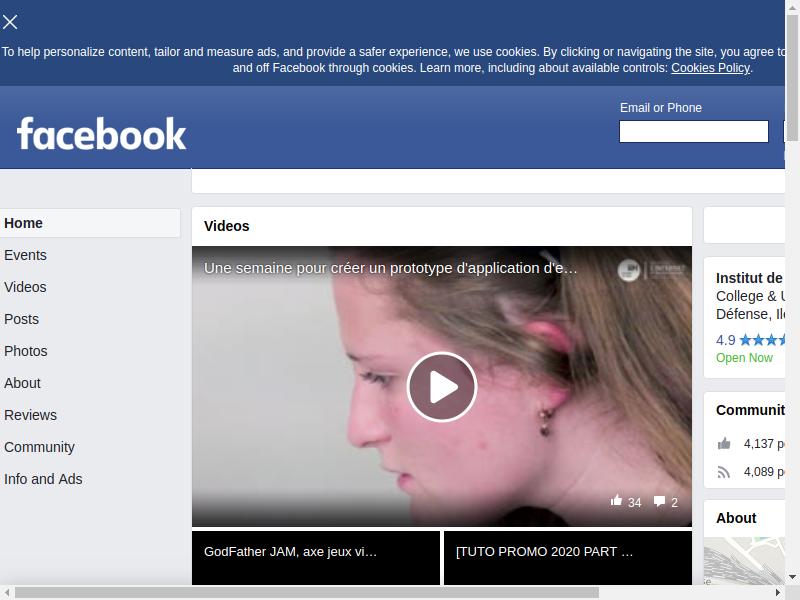 To help personalize content, tailor and measure ads, and provide a safer experience, we use cookies. By clicking or navigating the site, you agree to
and off Facebook through cookies. Learn more, including about available controls: Cookies Policy.
Email or Phone
facebook
Home
Events
Videos
Posts
Photos
About
Reviews
Community
Info and Ads
Videos
Une semaine pour créer un prototype d'application d'e…
34 2
GodFather JAM, axe jeux vi…
[TUTO PROMO 2020 PART …
Institut de
College &
Défense,
4.9
Open Now
4,137
4,089
About